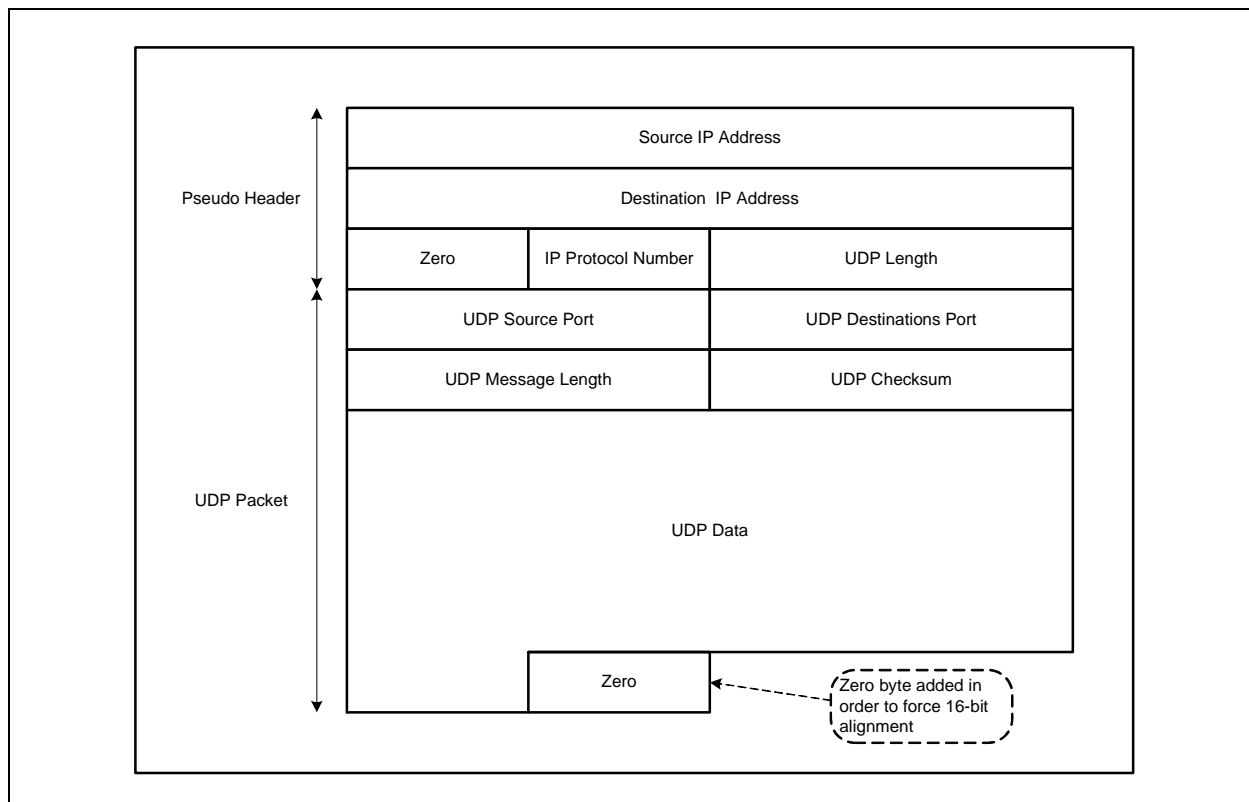 Source IP Address
Pseudo Header
Destination IP Address
Zero
IP Protocol Number
UDP Length
UDP Source Port
UDP Destinations Port
UDP Message Length
UDP Checksum
UDP Packet
UDP Data
Zero
Zero byte added in
order to force 16-bit
alignment